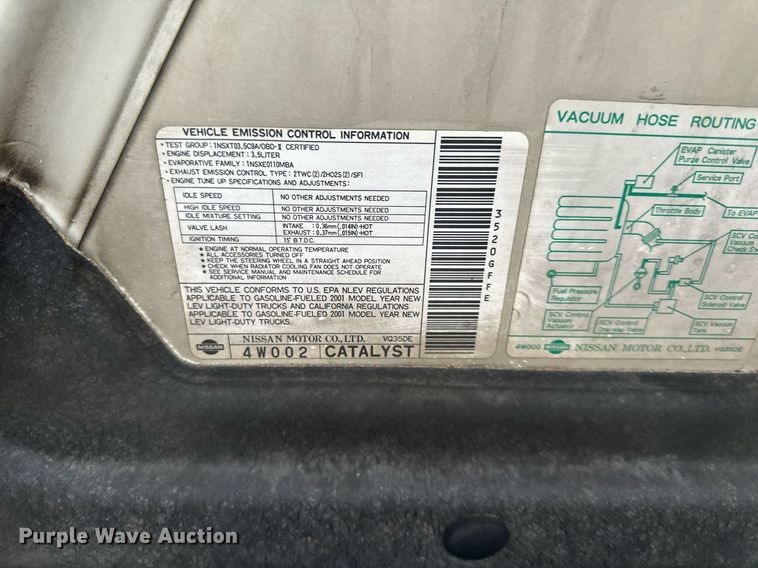 VEHICLE EMISSION CONTROL INFORMATION
• TEST GROUP: 1NSXT03.5C9A/OBD-Ⅱ CERTIFIED
• ENGINE DISPLACEMENT: 3.5LITER
• EVAPORATIVE FAMILY: 1NSXE0110MBA
• EXHAUST EMISSION CONTROL TYPE: 2TWC(2)/2HO2S(2)/SFI
• ENGINE TUNE UP SPECIFICATIONS AND ADJUSTMENTS:
IDLE SPEED NO OTHER ADJUSTMENTS NEEDED
HIGH IDLE SPEED NO OTHER ADJUSTMENTS NEEDED
IDLE MIXTURE SETTING NO OTHER ADJUSTMENTS NEEDED
VALVE LASH INTAKE : 0.36mm(.014IN)-HOT
EXHAUST : 0.37mm(.015IN)-HOT
IGNITION TIMING 15° B.T.D.C.
* ENGINE AT NORMAL OPERATING TEMPERATURE
* ALL ACCESSORIES TURNED OFF
* KEEP THE STEERING WHEEL IN A STRAIGHT AHEAD POSITION
* CHECK WHEN RADIATOR COOLING FAN DOES NOT-OPERATE
* SEE SERVICE MANUAL AND MAINTENANCE SCHEDULE FOR
ADDITIONAL INFORMATION
THIS VEHICLE CONFORMS TO U.S. EPA NLEV REGULATIONS
APPLICABLE TO GASOLINE-FUELED 2001 MODEL YEAR NEW
LEV LIGHT-DUTY TRUCKS AND CALIFORNIA REGULATIONS
APPLICABLE TO GASOLINE-FUELED 2001 MODEL YEAR NEW
LEV LIGHT-DUTY TRUCKS.
NISSAN
NISSAN MOTOR CO., LTD. VQ35DE
4W002 CATALYST
3520GFFE
VACUUM HOSE ROUTING
EVAP Canister
Purge Control Valve
Service Port
Throttle Body
To EVAP
SCV Co
Vacuum
Check
Fuel Pressure
Regulator
SCV Control
Solenoid Valve
SCV
Vacuum
Actuator
SCV Control
One-way Valve
SCV Vacuum
Tank
4W000 NISSAN NISSAN MOTOR CO., LTD. VQ35DE
Purple Wave Auction